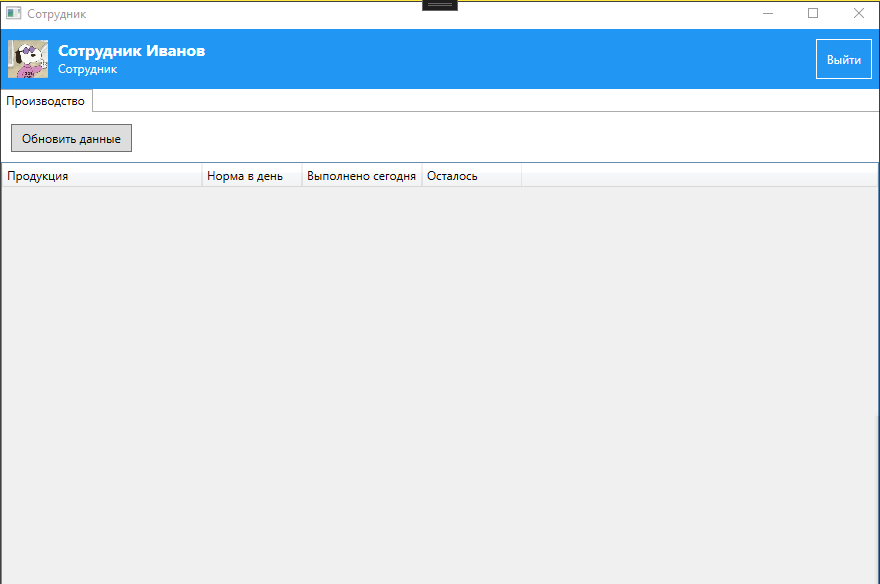 Сотрудник
Сотрудник Иванов
Сотрудник
Выйти
Производство
Обновить данные
Продукция Норма в день Выполнено сегодня Осталось